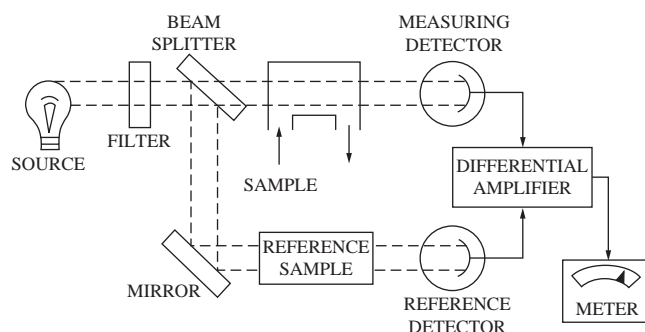 BEAM
SPLITTER
MEASURING
DETECTOR
SOURCE
FILTER
SAMPLE
DIFFERENTIAL
AMPLIFIER
MIRROR
REFERENCE
SAMPLE
REFERENCE
DETECTOR
METER